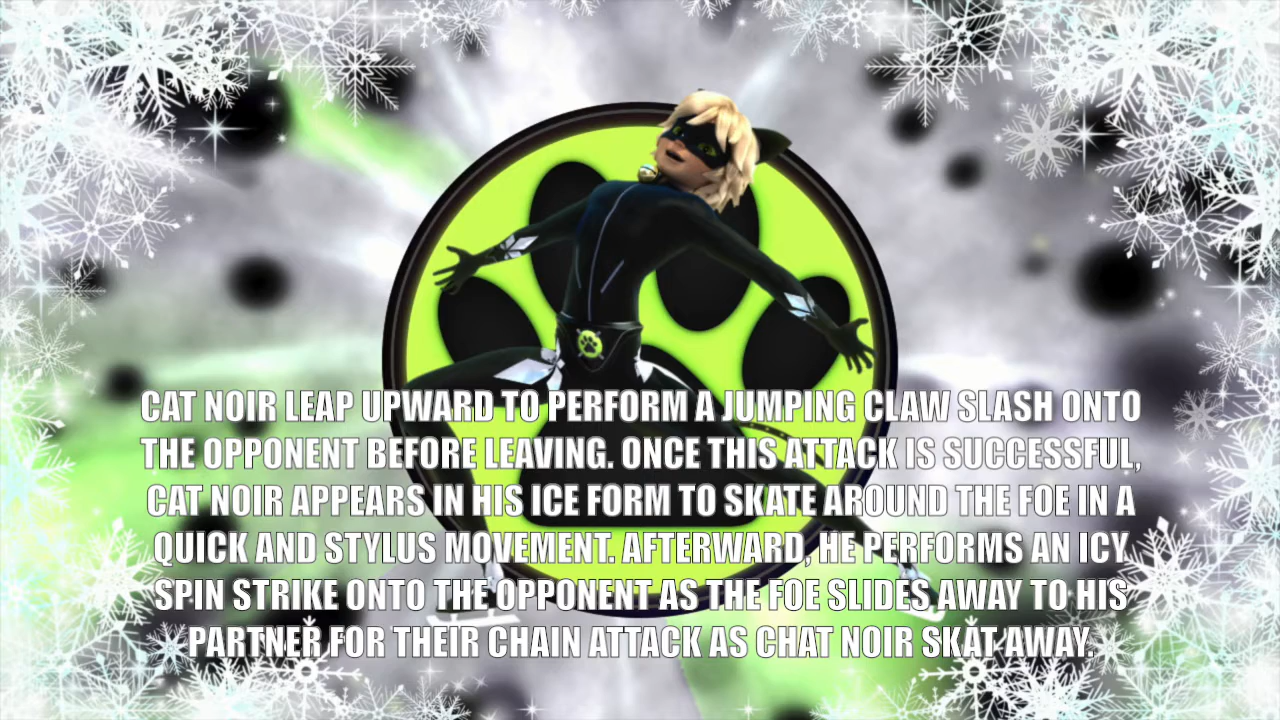 CAT NOIR LEAP UPWARD TO PERFORM A JUMPING CLAW SLASH ONTO
THE OPPONENT BEFORE LEAVING. ONCE THIS ATTACK IS SUCCESSFUL,
CAT NOIR APPEARS IN HIS ICE FORM TO SKATE AROUND THE FOE IN A
QUICK AND STYLUS MOVEMENT. AFTERWARD, HE PERFORMS AN ICY
SPIN STRIKE ONTO THE OPPONENT AS THE FOE SLIDES AWAY TO HIS
PARTNER FOR THEIR CHAIN ATTACK AS CHAT NOIR SKAT AWAY.